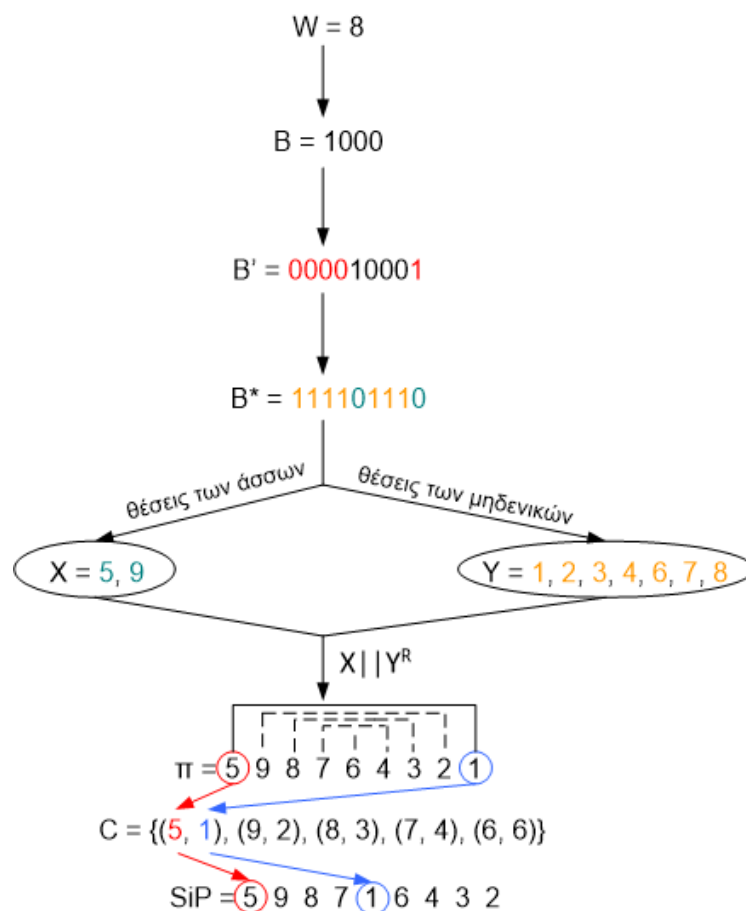 W = 8
B = 1000
B' = 000010001
B* = 111101110
θέσεις των άσσων
θέσεις των μηδενικών
X = 5, 9
Y = 1, 2, 3, 4, 6, 7, 8
X||Yᴿ
π = 5 9 8 7 6 4 3 2 1
C = {(5, 1), (9, 2), (8, 3), (7, 4), (6, 6)}
SiP = 5 9 8 7 1 6 4 3 2